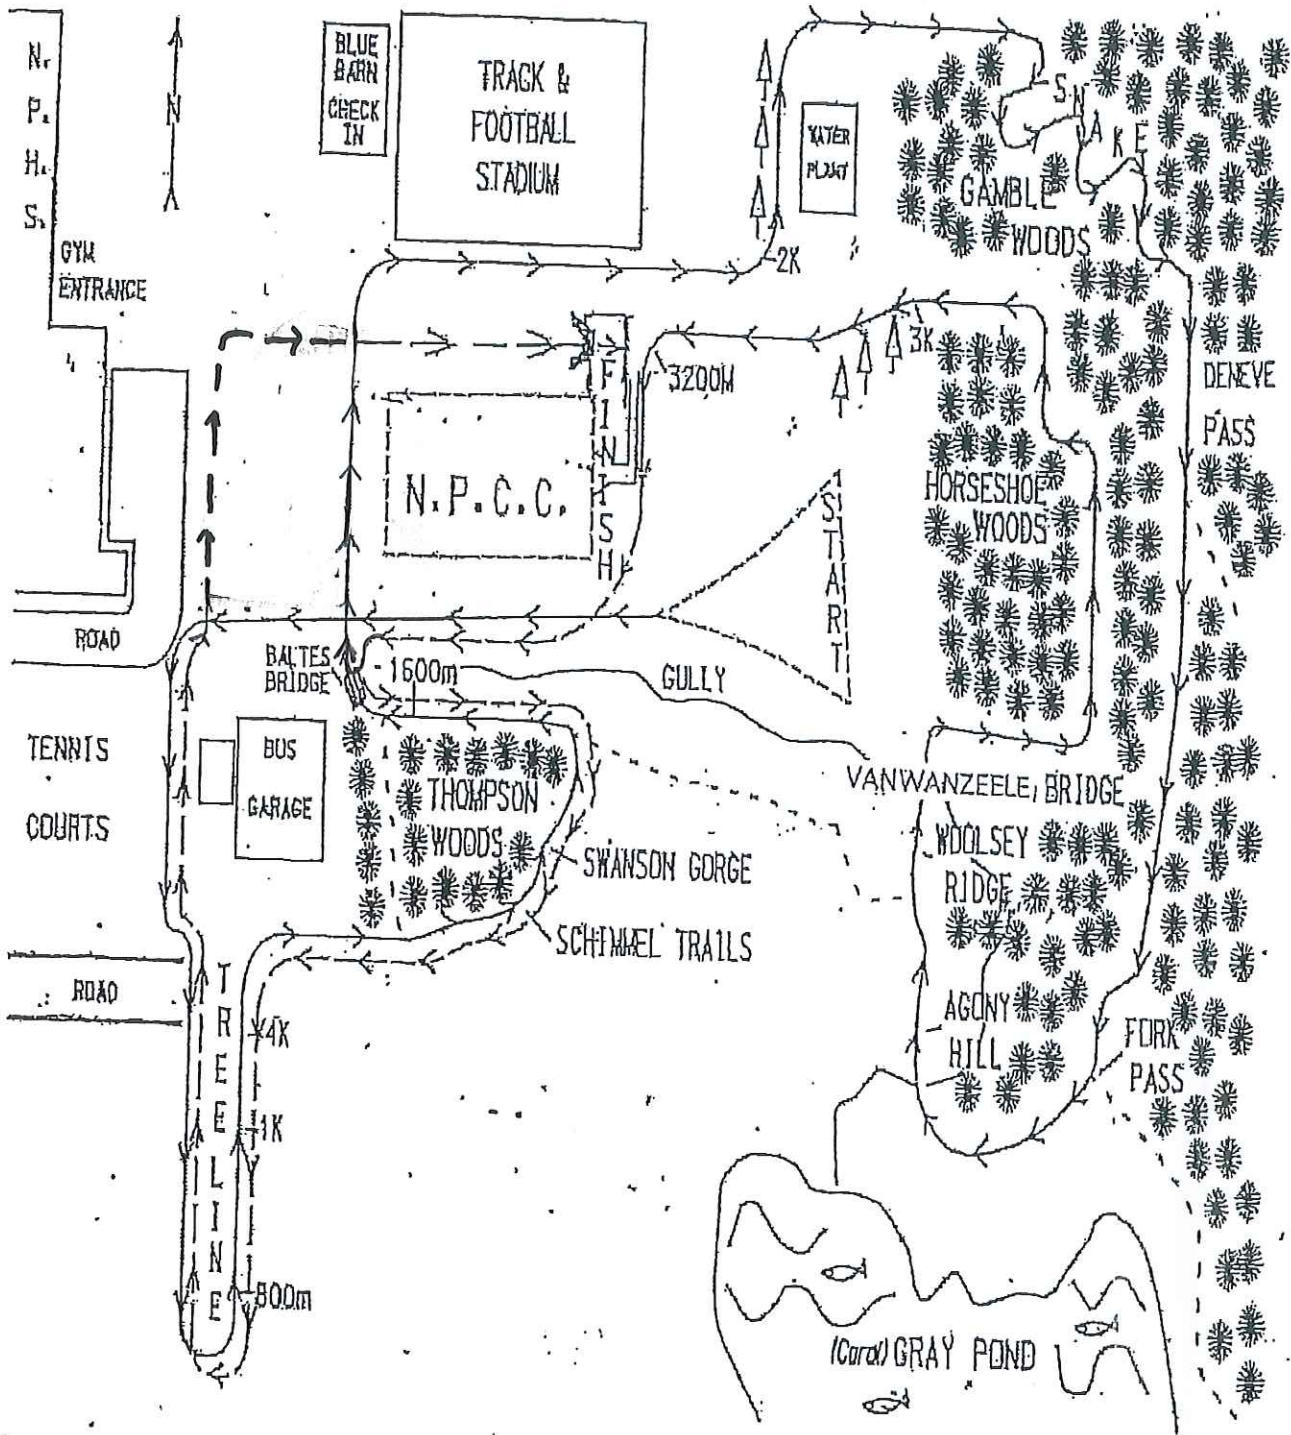 N.
P.
H.
S.
GYM
ENTRANCE
N
BLUE
BARN
CHECK
IN
TRACK &
FOOTBALL
STADIUM
WATER
PLANT
SNAKE
GAMBLE
WOODS
2K
3K
3200M
DENEVE
PASS
FINISH
N.P.C.C.
START
HORSESHOE
WOODS
ROAD
BALTES
BRIDGE
1600m
GULLY
TENNIS
COURTS
BUS
GARAGE
THOMPSON
WOODS
VANWANZEELE BRIDGE
WOOLSEY
RIDGE
SWANSON GORGE
SCHIMMEL TRAILS
ROAD
TREELINE
4K
AGONY
HILL
FORK
PASS
1K
800m
(Carol) GRAY POND